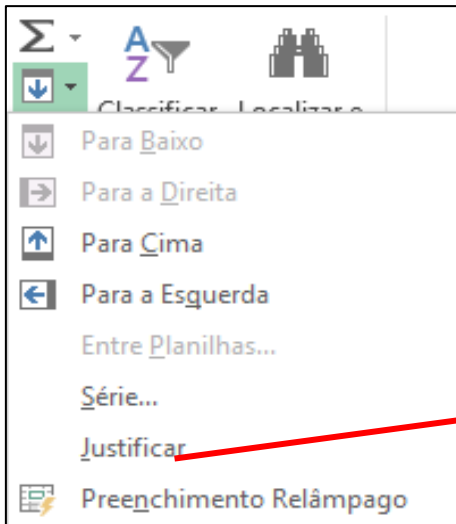 Σ
A
Z
Classificar Localizar e
Para Baixo
Para a Direita
Para Cima
Para a Esquerda
Entre Planilhas...
Série...
Justificar
Preenchimento Relâmpago